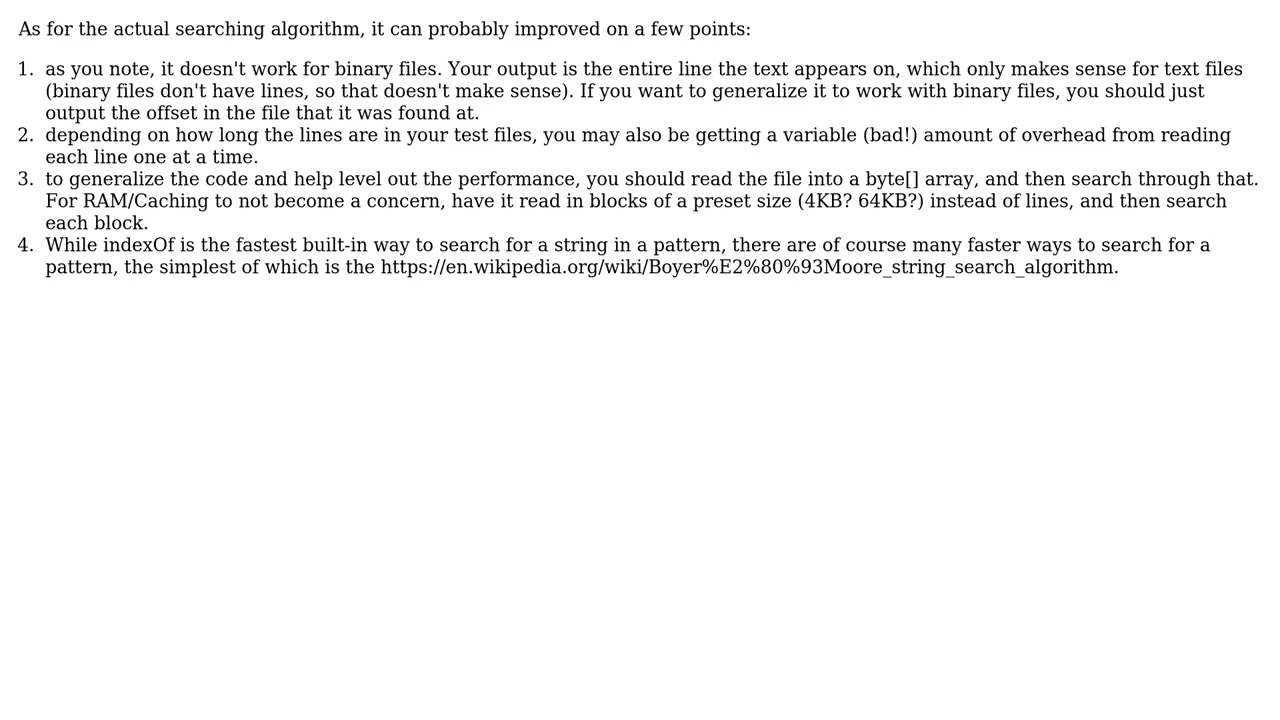 As for the actual searching algorithm, it can probably improved on a few points:
1. as you note, it doesn't work for binary files. Your output is the entire line the text appears on, which only makes sense for text files
(binary files don't have lines, so that doesn't make sense). If you want to generalize it to work with binary files, you should just
output the offset in the file that it was found at.
2. depending on how long the lines are in your test files, you may also be getting a variable (bad!) amount of overhead from reading
each line one at a time.
3. to generalize the code and help level out the performance, you should read the file into a byte[] array, and then search through that.
For RAM/Caching to not become a concern, have it read in blocks of a preset size (4KB? 64KB?) instead of lines, and then search
each block.
4. While indexOf is the fastest built-in way to search for a string in a pattern, there are of course many faster ways to search for a
pattern, the simplest of which is the https://en.wikipedia.org/wiki/Boyer%E2%80%93Moore_string_search_algorithm.